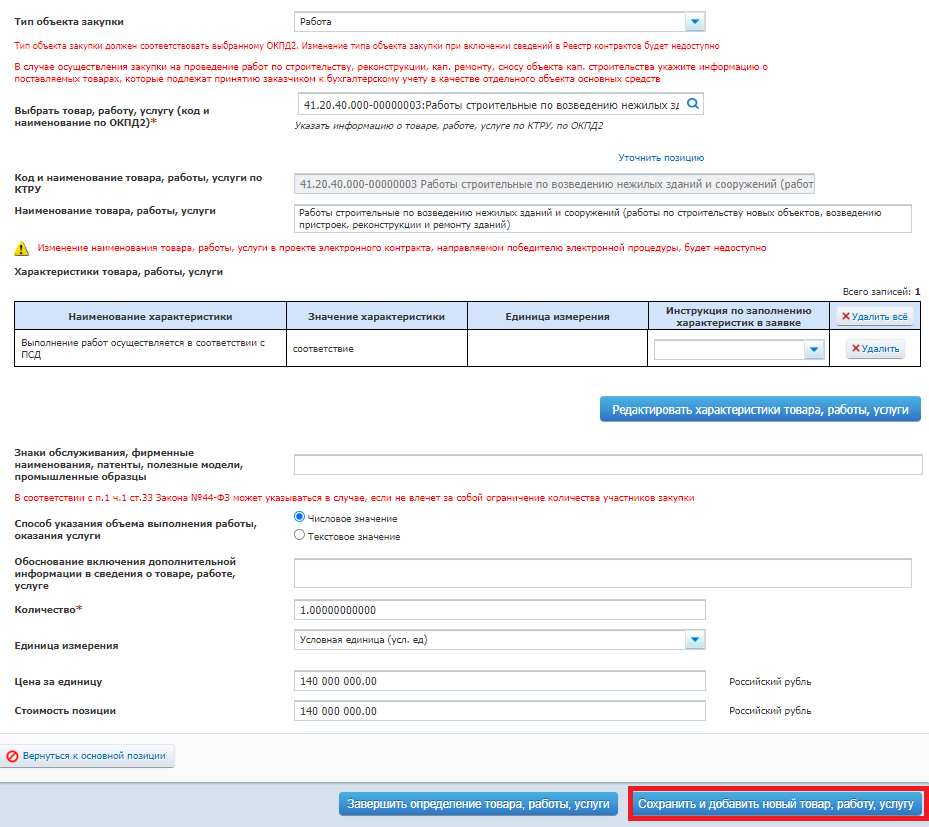 Тип объекта закупки
Работа
Тип объекта закупки должен соответствовать выбранному ОКПД2. Изменение типа объекта закупки при включении сведений в Реестр контрактов будет недоступно
В случае осуществления закупки на проведение работ по строительству, реконструкции, кап. ремонту, сносу объекта кап. строительства укажите информацию о
поставляемых товарах, которые подлежат принятию заказчиком к бухгалтерскому учету в качестве отдельного объекта основных средств
Выбрать товар, работу, услугу (код и
наименование по ОКПД2)*
41.20.40.000-00000003:Работы строительные по возведению нежилых зд
Указать информацию о товаре, работе, услуге по КТРУ, по ОКПД2
Уточнить позицию
Код и наименование товара, работы, услуги по
КТРУ
41.20.40.000-00000003 Работы строительные по возведению нежилых зданий и сооружений (работ
Наименование товара, работы, услуги
Работы строительные по возведению нежилых зданий и сооружений (работы по строительству новых объектов, возведению
пристроек, реконструкции и ремонту зданий)
Изменение наименования товара, работы, услуги в проекте электронного контракта, направляемом победителю электронной процедуры, будет недоступно
Характеристики товара, работы, услуги
Всего записей: 1
Наименование характеристики
Значение характеристики
Единица измерения
Инструкция по заполнению
характеристик в заявке
Удалить всё
Выполнение работ осуществляется в соответствии с
ПСД
соответствие
Удалить
Редактировать характеристики товара, работы, услуги
Знаки обслуживания, фирменные
наименования, патенты, полезные модели,
промышленные образцы
В соответствии с п.1 ч.1 ст.33 Закона №44-ФЗ может указываться в случае, если не влечет за собой ограничение количества участников закупки
Способ указания объема выполнения работы,
оказания услуги
Числовое значение
Текстовое значение
Обоснование включения дополнительной
информации в сведения о товаре, работе,
услуге
Количество*
1.00000000000
Единица измерения
Условная единица (усл. ед)
Цена за единицу
140 000 000.00
Российский рубль
Стоимость позиции
140 000 000.00
Российский рубль
Вернуться к основной позиции
Завершить определение товара, работы, услуги
Сохранить и добавить новый товар, работу, услугу